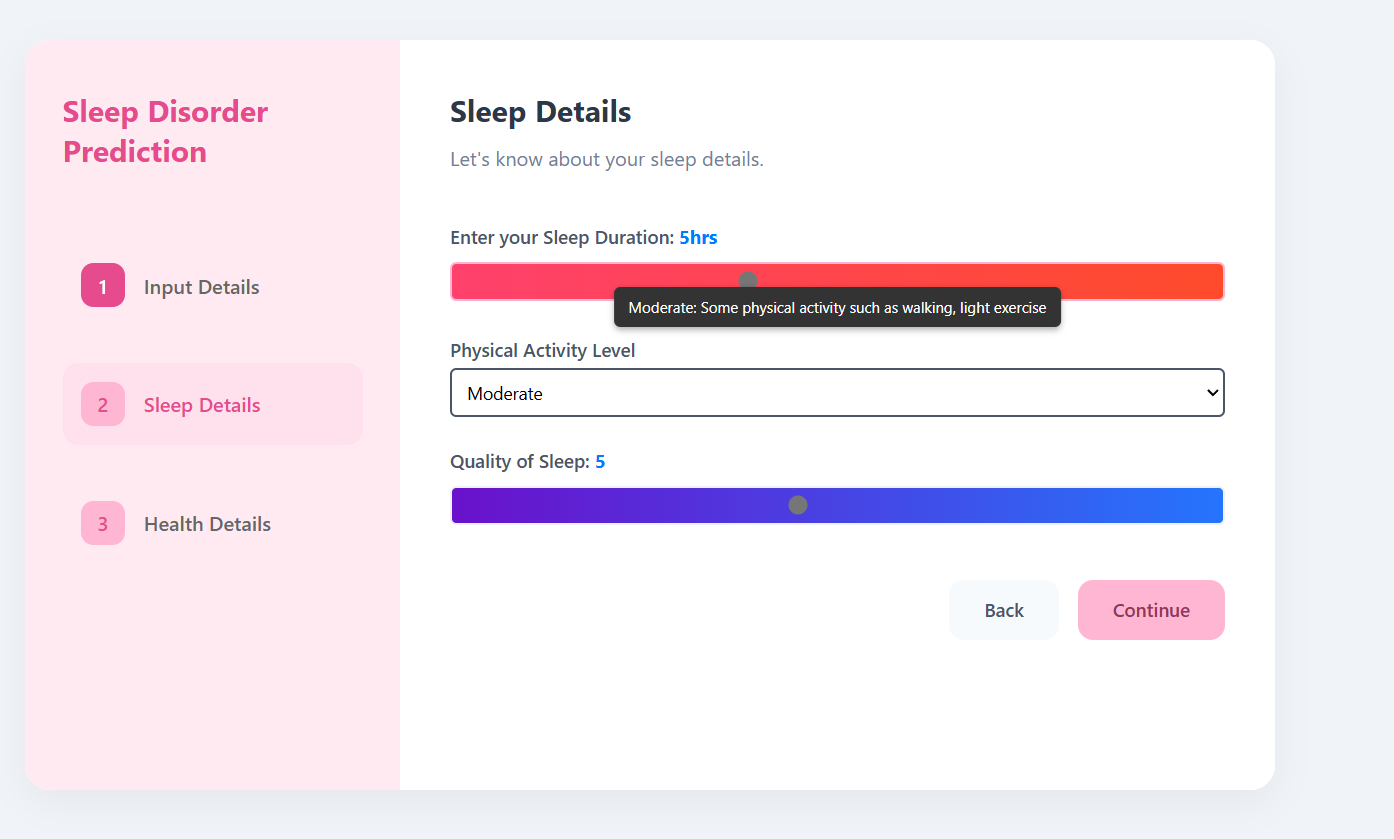 Sleep Disorder
Prediction
1 Input Details
2 Sleep Details
3 Health Details
Sleep Details
Let's know about your sleep details.
Enter your Sleep Duration: 5hrs
Moderate: Some physical activity such as walking, light exercise
Physical Activity Level
Moderate
Quality of Sleep: 5
Back
Continue